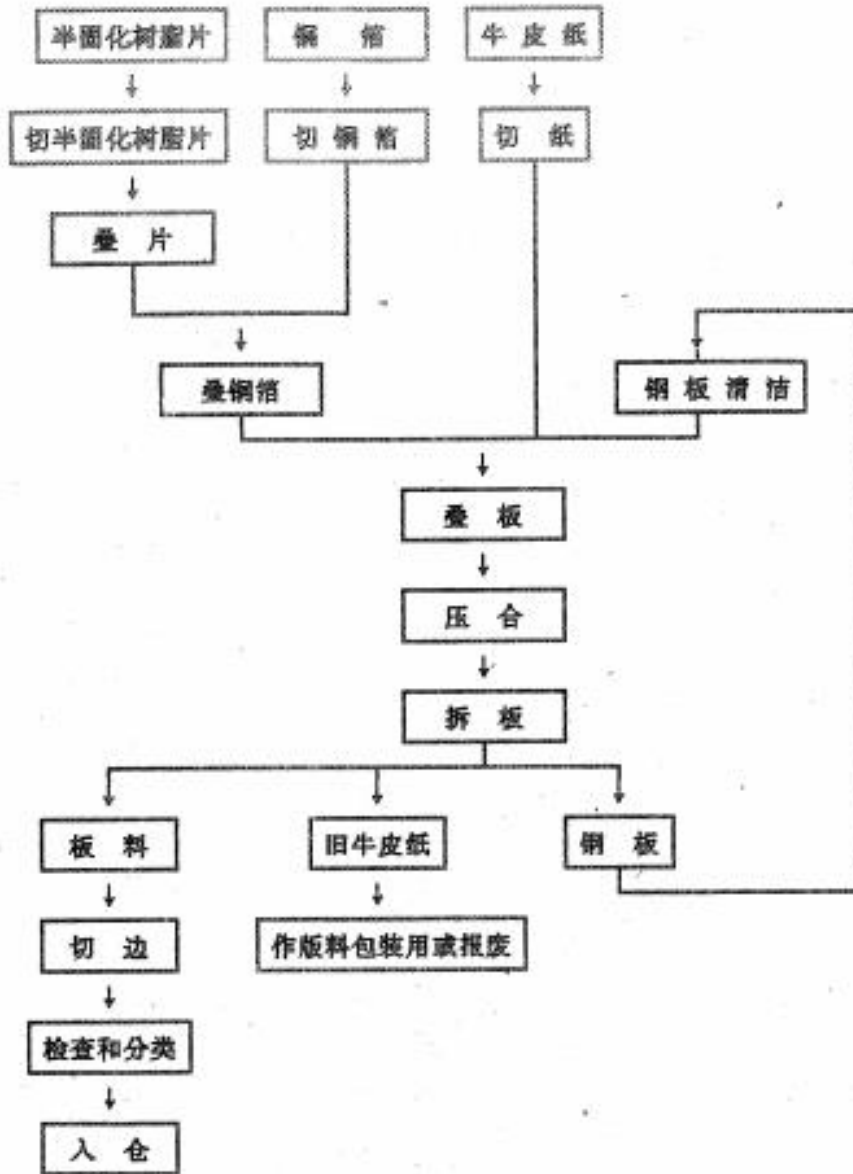 半固化树脂片
铜 箔
牛 皮 纸
切半固化树脂片
切 铜 箔
切 纸
叠 片
叠铜箔
钢 板 清 洁
叠 板
压 合
拆 板
板 料
旧牛皮纸
钢 板
切 边
作版料包装用或报废
检查和分类
入 仓